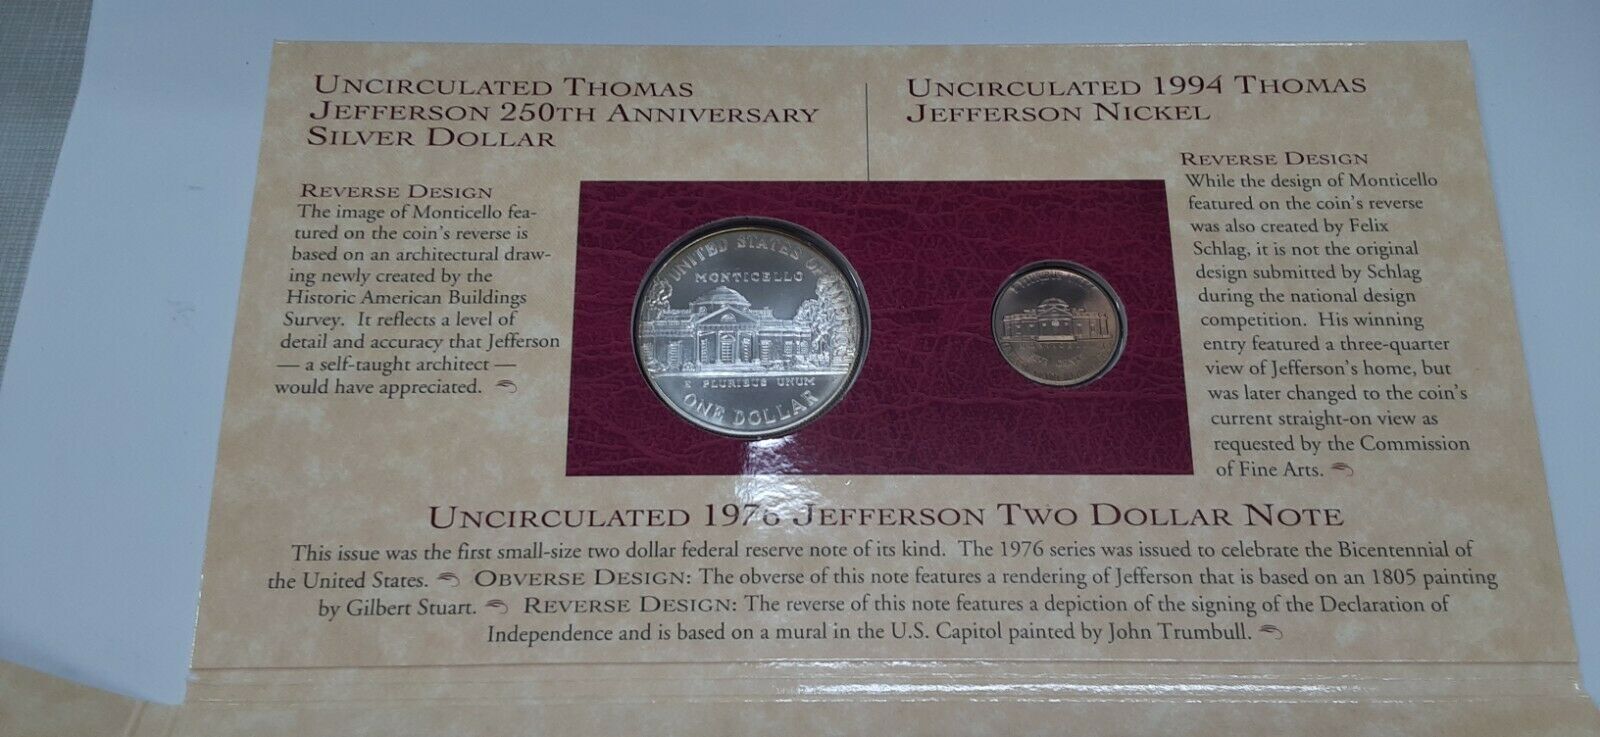 UNCIRCULATED THOMAS
JEFFERSON 250TH ANNIVERSARY
SILVER DOLLAR
REVERSE DESIGN
The image of Monticello fea-
tured on the coin's reverse is
based on an architectural draw-
ing newly created by the
Historic American Buildings
Survey. It reflects a level of
detail and accuracy that Jefferson
— a self-taught architect —
would have appreciated.
UNITED STATES OF
MONTICELLO
E PLURIBUS UNUM
ONE DOLLAR
UNCIRCULATED 1994 THOMAS
JEFFERSON NICKEL
REVERSE DESIGN
While the design of Monticello
featured on the coin's reverse
was also created by Felix
Schlag, it is not the original
design submitted by Schlag
during the national design
competition. His winning
entry featured a three-quarter
view of Jefferson's home, but
was later changed to the coin's
current straight-on view as
requested by the Commission
of Fine Arts.
UNCIRCULATED 1976 JEFFERSON TWO DOLLAR NOTE
This issue was the first small-size two dollar federal reserve note of its kind. The 1976 series was issued to celebrate the Bicentennial of
the United States. OBVERSE DESIGN: The obverse of this note features a rendering of Jefferson that is based on an 1805 painting
by Gilbert Stuart. REVERSE DESIGN: The reverse of this note features a depiction of the signing of the Declaration of
Independence and is based on a mural in the U.S. Capitol painted by John Trumbull.